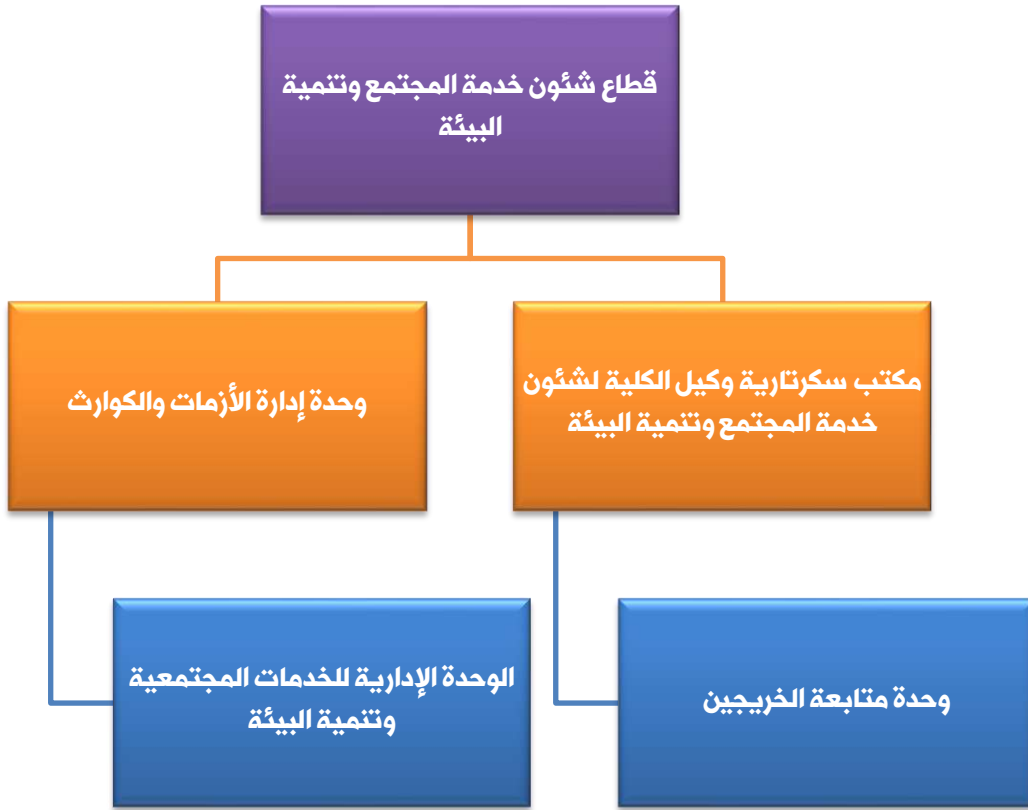 قطاع شئون خدمة المجتمع وتنمية
البيئة
مكتب سكرتارية وكيل الكلية لشئون
خدمة المجتمع وتنمية البيئة
وحدة إدارة الأزمات والكوارث
وحدة متابعة الخريجين
الوحدة الإدارية للخدمات المجتمعية
وتنمية البيئة